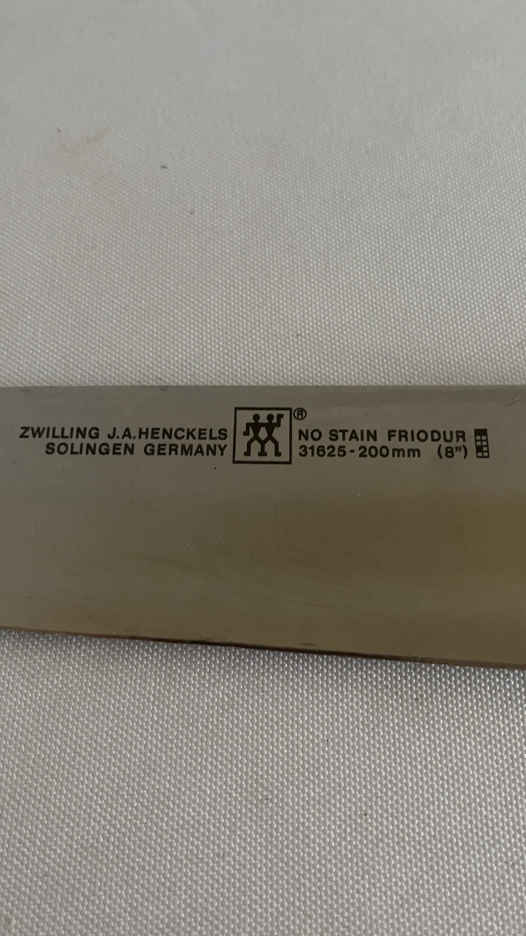 ZWILLING J.A.HENCKELS
SOLINGEN GERMANY
®
NO STAIN FRIODUR
31625-200mm (8")